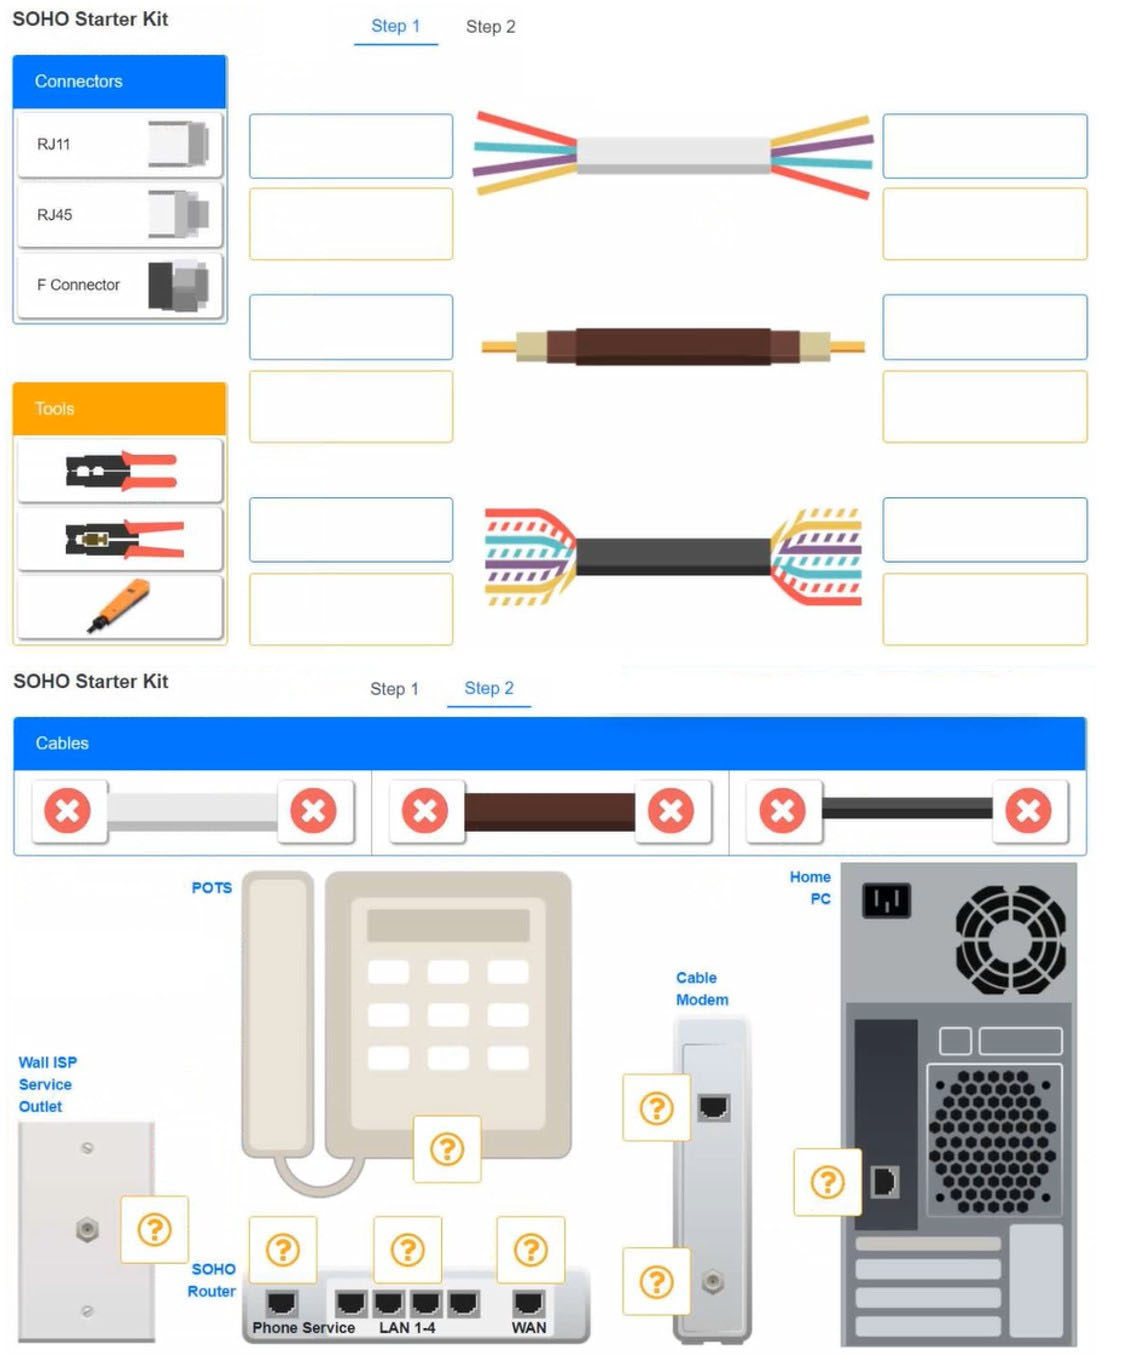 SOHO Starter Kit
Step 1 Step 2
Connectors
RJ11
RJ45
F Connector
Tools
SOHO Starter Kit
Step 1 Step 2
Cables
POTS
Home
PC
Cable
Modem
Wall ISP
Service
Outlet
?
?
?
?
?
?
?
?
SOHO
Router
Phone Service LAN 1-4 WAN